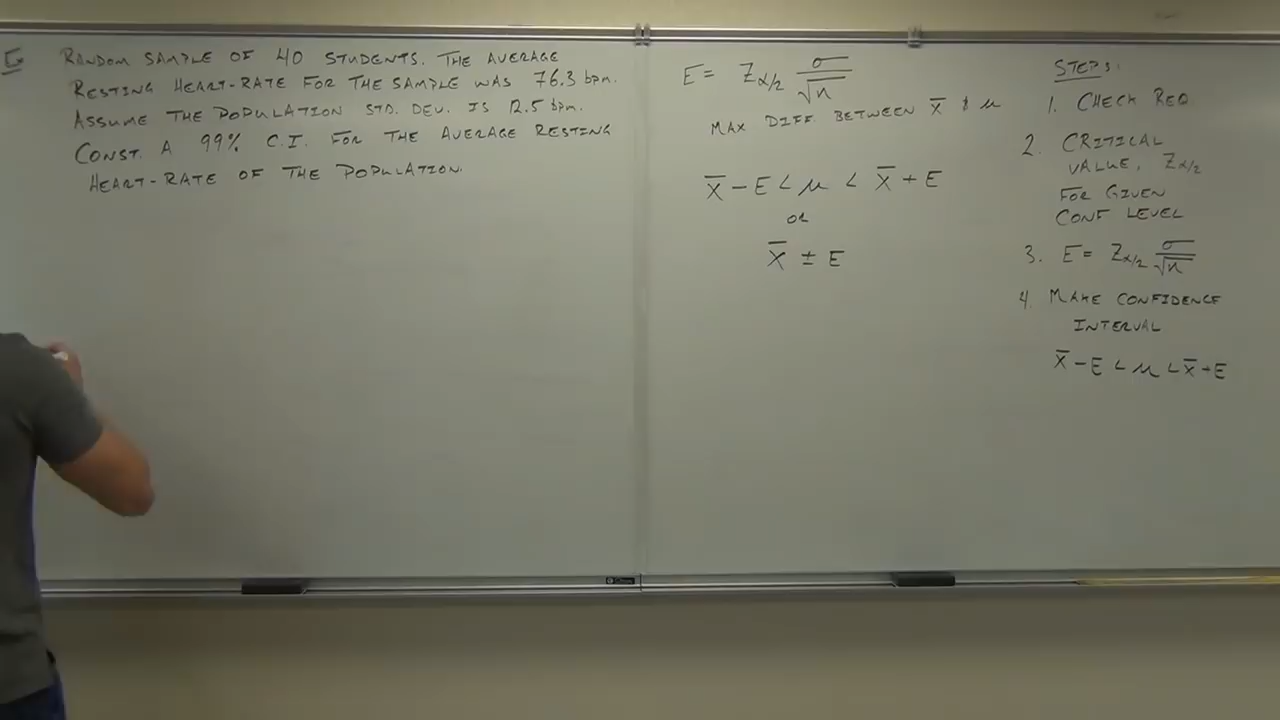 E RANDOM SAMPLE OF 40 STUDENTS. THE AVERAGE
RESTING HEART-RATE FOR THE SAMPLE WAS 76.3 bpm.
ASSUME THE POPULATION STD. DEV. IS 12.5 bpm.
CONST. A 99% C.I. FOR THE AVERAGE RESTING
HEART-RATE OF THE POPULATION.
E = Zα/2 σ/√n
MAX DIFF BETWEEN x̄ & μ
x̄ - E < μ < x̄ + E
OR
x̄ ± E
STEPS:
1. CHECK REQ
2. CRITICAL
VALUE, Zα/2
FOR GIVEN
CONF LEVEL
3. E = Zα/2 σ/√n
4. MAKE CONFIDENCE
INTERVAL
x̄ - E < μ < x̄ + E